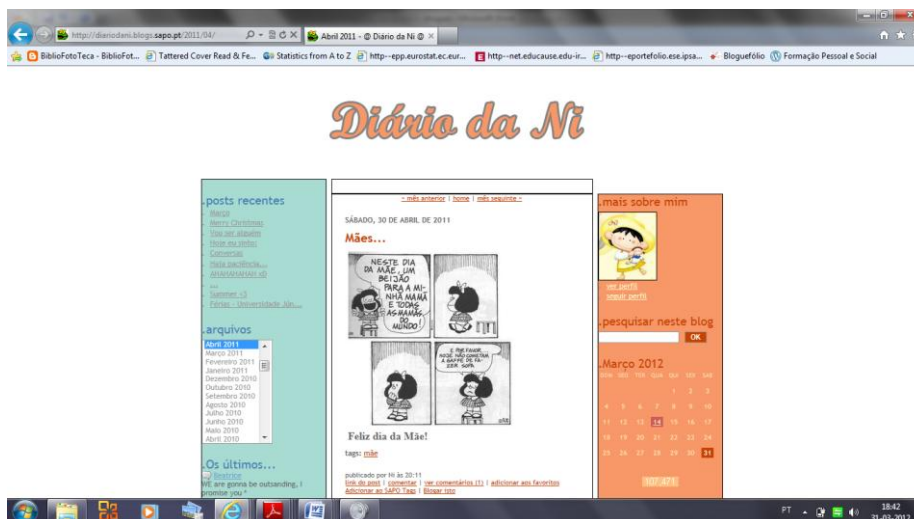 http://diariodani.blogs.sapo.pt/2011/04/
Abril 2011 - @ Diario da Ni @
BiblioFotoTeca - BiblioFot...
Tattered Cover Read & Fe...
Statistics from A to Z
http--epp.eurostat.ec.eur...
http--net.educause.edu-ir...
http--eportefolio.ese.ipsa...
Bloguefólio
Formação Pessoal e Social
Diário da Ni
.posts recentes
Março
Merry Christmas
Vou ser alguém
Hoje eu sinto:
Conversas
Haja paciência...
AHAHAHAHAH xD
...
Summer <3
Férias - Universidade Jún...
.arquivos
Abril 2011
Março 2011
Fevereiro 2011
Janeiro 2011
Dezembro 2010
Outubro 2010
Setembro 2010
Agosto 2010
Julho 2010
Junho 2010
Maio 2010
Abril 2010
.Os últimos...
Beatrice
WE are gonna be outsanding, I
promise you *
« mês anterior | home | mês seguinte »
SÁBADO, 30 DE ABRIL DE 2011
Mães...
NESTE DIA
DA MÃE, UM
BEIJÃO
PARA A MI-
NHA MAMÃ
E TODAS
AS MAMÃS
DO
MUNDO!
E POR FAVOR
HOJE NÃO COMETAM
A GAFFE DE FA-
ZER SOPA
Feliz dia da Mãe!
tags: mãe
publicado por Ni às 20:11
link do post | comentar | ver comentários (1) | adicionar aos favoritos
Adicionar ao SAPO Tags | Blogar isto
.mais sobre mim
ver perfil
seguir perfil
.pesquisar neste blog
OK
.Março 2012
DOM SEG TER QUA QUI SEX SAB
1 2 3
4 5 6 7 8 9 10
11 12 13 14 15 16 17
18 19 20 21 22 23 24
25 26 27 28 29 30 31
107,471
PT
18:42
31-03-2012